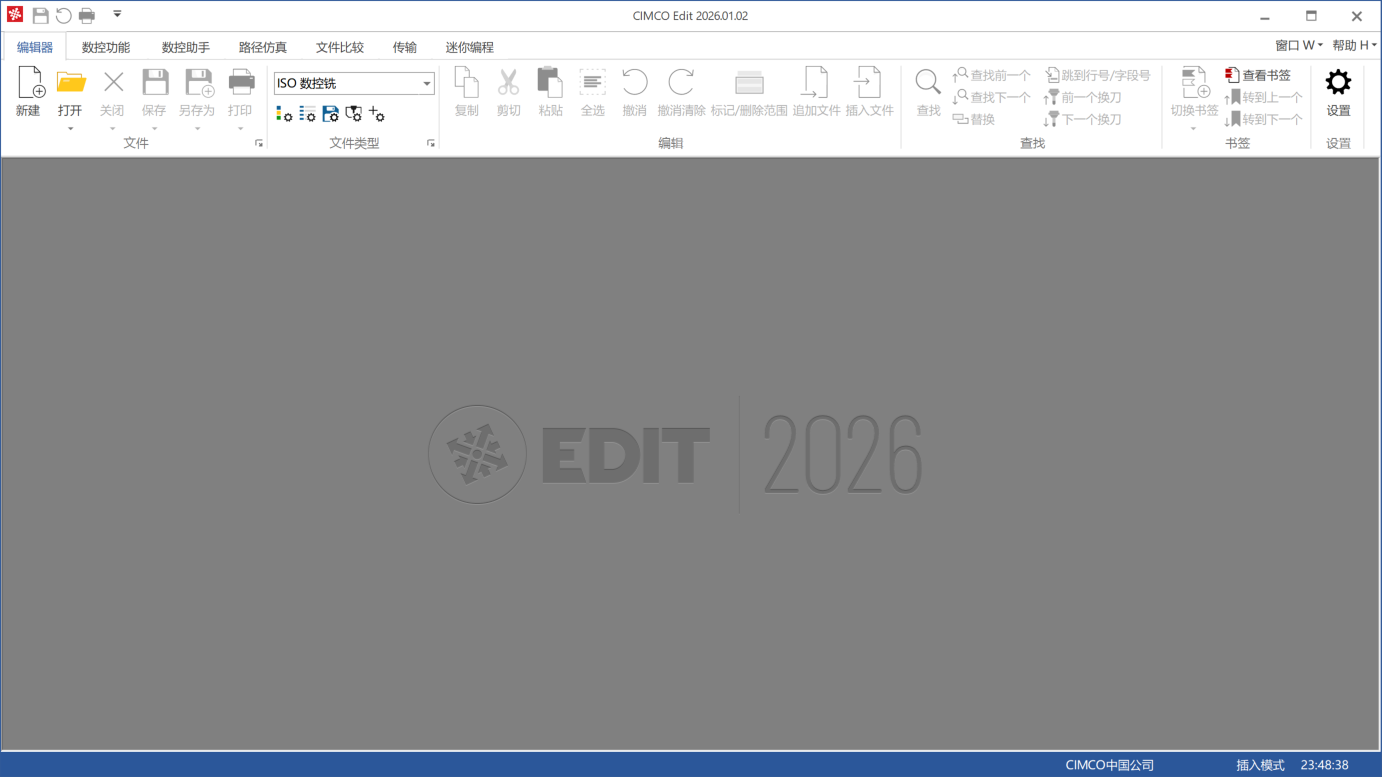 CIMCO Edit 2026.01.02
编辑器 数控功能 数控助手 路径仿真 文件比较 传输 迷你编程 窗口 W 帮助 H
ISO 数控铣 查找前一个 跳到行号/字段号 查看书签
新建 打开 关闭 保存 另存为 打印 复制 剪切 粘贴 全选 撤消 撤消清除 标记/删除范围 追加文件 插入文件 查找 查找下一个 前一个换刀 切换书签 转到上一个 设置
替换 下一个换刀 转到下一个
文件 文件类型 编辑 查找 书签 设置
EDIT 2026
CIMCO中国公司 插入模式 23:48:38